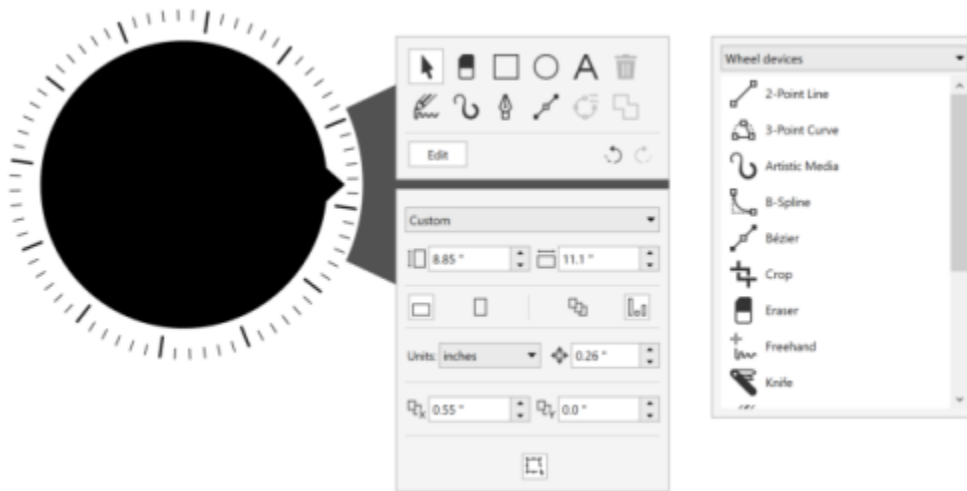 A
Edit
Custom
8.85 "
11.1 "
Units: inches
0.26 "
X 0.55 "
Y 0.0 "
Wheel devices
2-Point Line
3-Point Curve
Artistic Media
B-Spline
Bézier
Crop
Eraser
Freehand
Knife